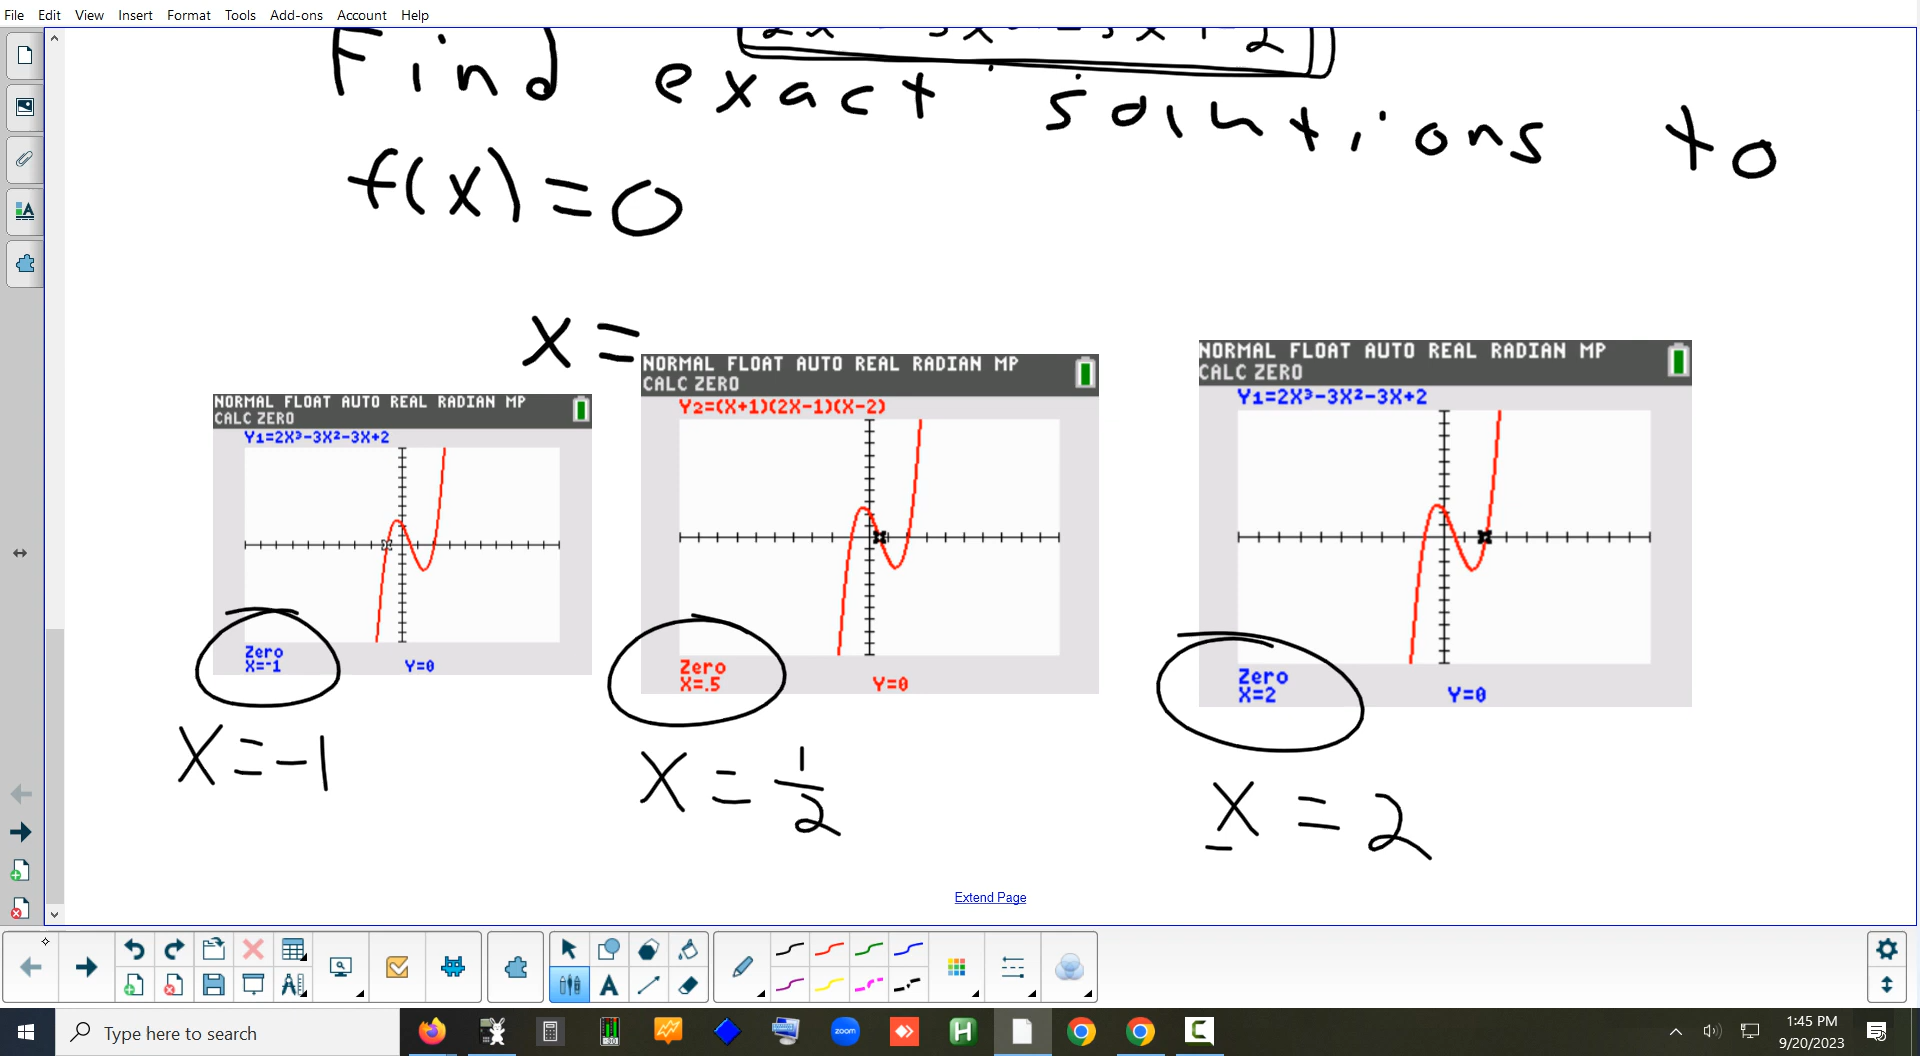 File Edit View Insert Format Tools Add-ons Account Help
Find exact solutions to
f(x)=0
x=
NORMAL FLOAT AUTO REAL RADIAN MP
CALC ZERO
Y1=2X³-3X²-3X+2
Zero
X=-1 Y=0
X=-1
NORMAL FLOAT AUTO REAL RADIAN MP
CALC ZERO
Y2=(X+1)(2X-1)(X-2)
Zero
X=.5 Y=0
X=1/2
NORMAL FLOAT AUTO REAL RADIAN MP
CALC ZERO
Y1=2X³-3X²-3X+2
Zero
X=2 Y=0
X=2
Extend Page
Type here to search
zoom
1:45 PM
9/20/2023